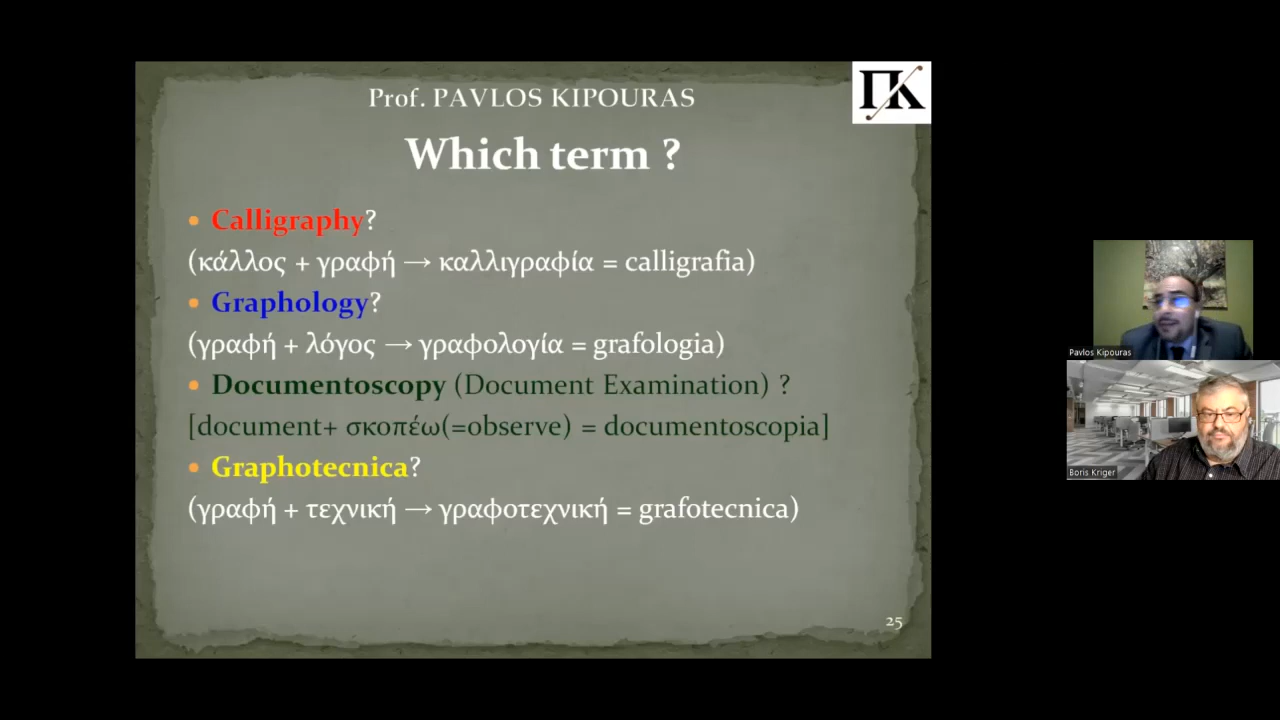 Prof. PAVLOS KIPOURAS
ΠΚ
Which term ?
• Calligraphy?
(κάλλος + γραφή → καλλιγραφία = calligrafia)
• Graphology?
(γραφή + λόγος → γραφολογία = grafologia)
• Documentoscopy (Document Examination) ?
[document+ σκοπέω(=observe) = documentoscopia]
• Graphotecnica?
(γραφή + τεχνική → γραφοτεχνική = grafotecnica)
25
Pavlos Kipouras
Boris Kriger